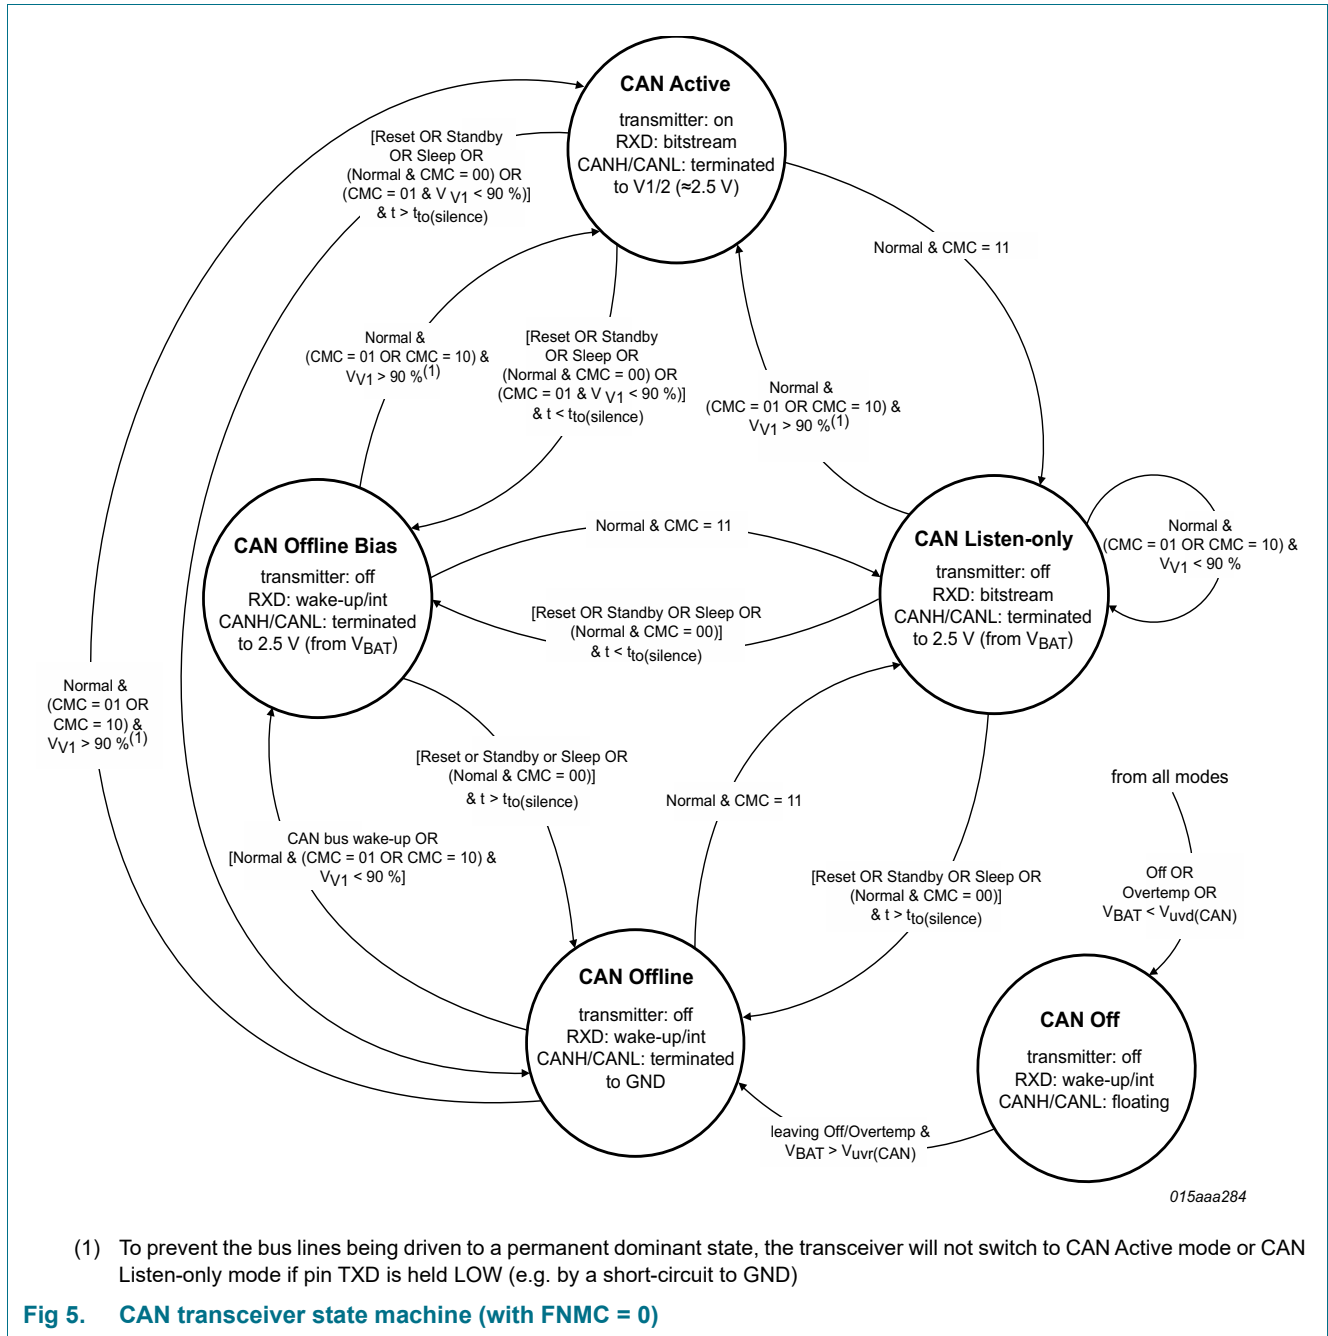 CAN Active
transmitter: on
RXD: bitstream
CANH/CANL: terminated
to V1/2 (≈2.5 V)
[Reset OR Standby
OR Sleep OR
(Normal & CMC = 00) OR
(CMC = 01 & V V1 < 90 %)]
& t > tto(silence)
Normal & CMC = 11
Normal &
(CMC = 01 OR CMC = 10) &
VV1 > 90 %(1)
[Reset OR Standby
OR Sleep OR
(Normal & CMC = 00) OR
(CMC = 01 & V V1 < 90 %)]
& t < tto(silence)
Normal &
(CMC = 01 OR CMC = 10) &
VV1 > 90 %(1)
CAN Offline Bias
transmitter: off
RXD: wake-up/int
CANH/CANL: terminated
to 2.5 V (from VBAT)
Normal & CMC = 11
[Reset OR Standby OR Sleep OR
(Normal & CMC = 00)]
& t < tto(silence)
CAN Listen-only
transmitter: off
RXD: bitstream
CANH/CANL: terminated
to 2.5 V (from VBAT)
Normal &
(CMC = 01 OR CMC = 10) &
VV1 < 90 %
Normal &
(CMC = 01 OR
CMC = 10) &
VV1 > 90 %(1)
[Reset or Standby or Sleep OR
(Nomal & CMC = 00)]
& t > tto(silence)
Normal & CMC = 11
from all modes
CAN bus wake-up OR
[Normal & (CMC = 01 OR CMC = 10) &
VV1 < 90 %]
[Reset OR Standby OR Sleep OR
(Normal & CMC = 00)]
& t > tto(silence)
Off OR
Overtemp OR
VBAT < Vuvd(CAN)
CAN Offline
transmitter: off
RXD: wake-up/int
CANH/CANL: terminated
to GND
CAN Off
transmitter: off
RXD: wake-up/int
CANH/CANL: floating
leaving Off/Overtemp &
VBAT > Vuvr(CAN)
015aaa284
(1) To prevent the bus lines being driven to a permanent dominant state, the transceiver will not switch to CAN Active mode or CAN
Listen-only mode if pin TXD is held LOW (e.g. by a short-circuit to GND)
Fig 5. CAN transceiver state machine (with FNMC = 0)